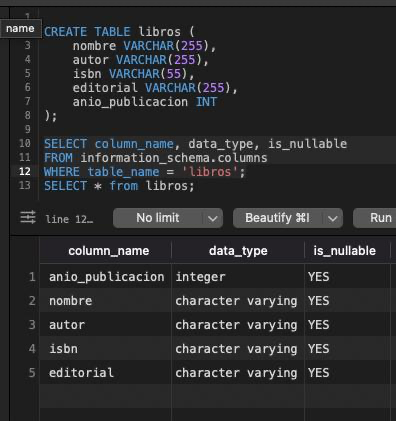 name
1
2 CREATE TABLE libros (
3 nombre VARCHAR(255),
4 autor VARCHAR(255),
5 isbn VARCHAR(55),
6 editorial VARCHAR(255),
7 anio_publicacion INT
8 );
9
10 SELECT column_name, data_type, is_nullable
11 FROM information_schema.columns
12 WHERE table_name = 'libros';
13 SELECT * from libros;
line 12… No limit Beautify ⌘I Run
column_name data_type is_nullable
1 anio_publicacion integer YES
2 nombre character varying YES
3 autor character varying YES
4 isbn character varying YES
5 editorial character varying YES